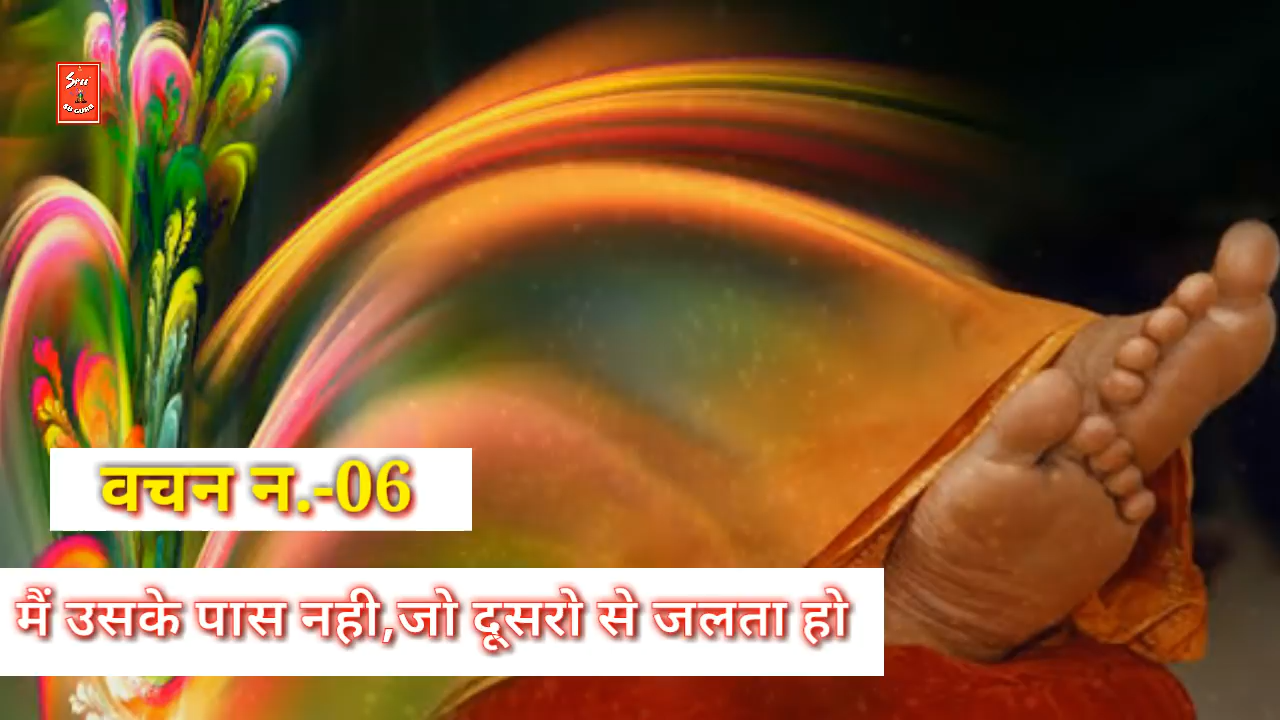 वचन न.-06
मैं उसके पास नही,जो दूसरो से जलता हो